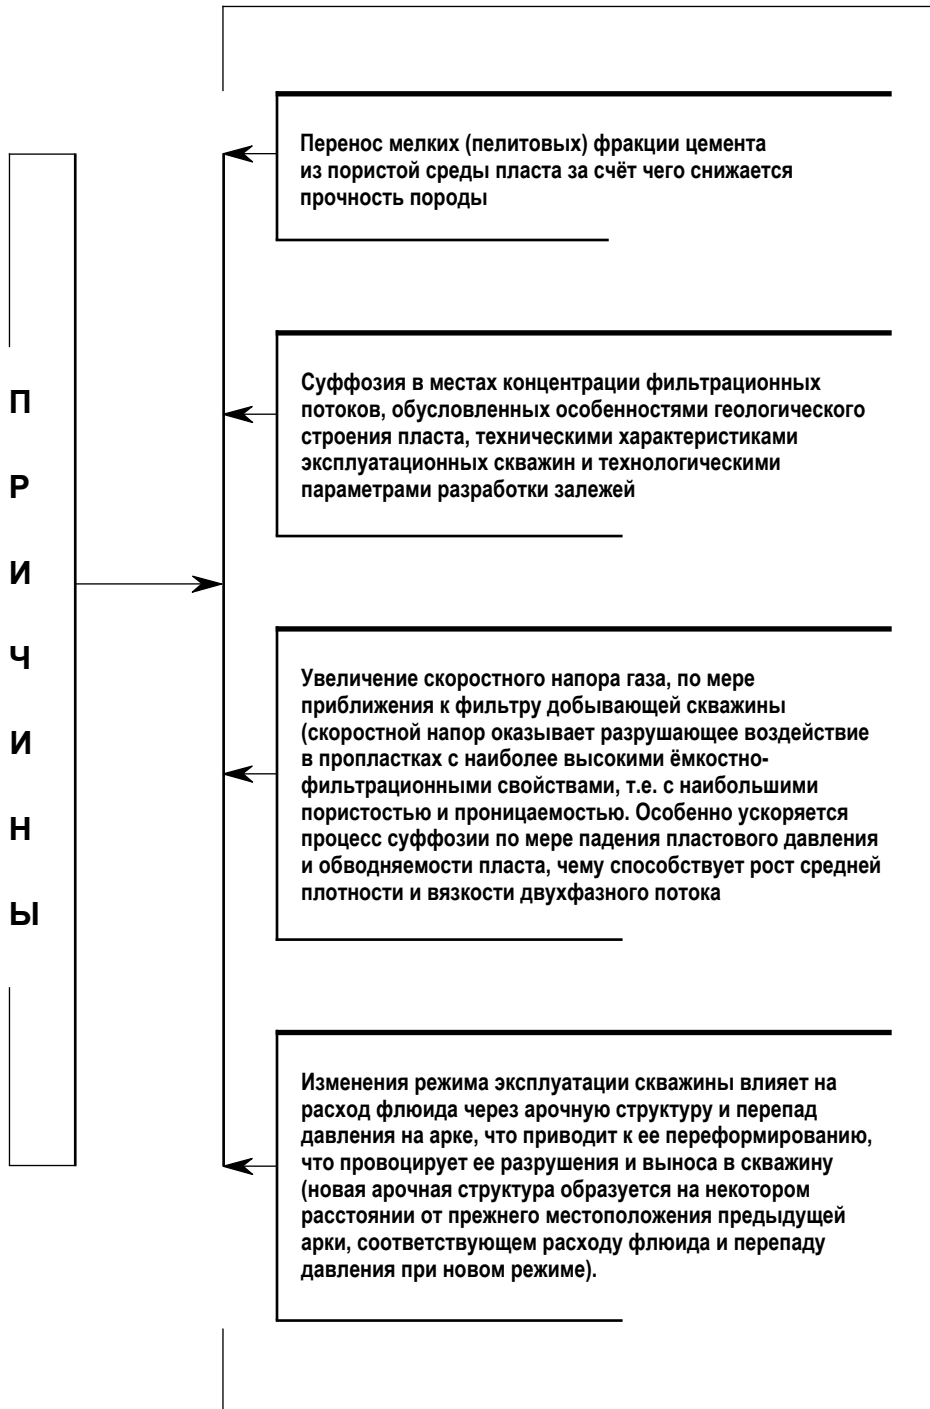 Перенос мелких (пелитовых) фракции цемента
из пористой среды пласта за счёт чего снижается
прочность породы
Суффозия в местах концентрации фильтрационных
потоков, обусловленных особенностями геологического
строения пласта, техническими характеристиками
эксплуатационных скважин и технологическими
параметрами разработки залежей
П
Р
И
Ч
И
Н
Ы
Увеличение скоростного напора газа, по мере
приближения к фильтру добывающей скважины
(скоростной напор оказывает разрушающее воздействие
в пропластках с наиболее высокими ёмкостно-
фильтрационными свойствами, т.е. с наибольшими
пористостью и проницаемостью. Особенно ускоряется
процесс суффозии по мере падения пластового давления
и обводняемости пласта, чему способствует рост средней
плотности и вязкости двухфазного потока
Изменения режима эксплуатации скважины влияет на
расход флюида через арочную структуру и перепад
давления на арке, что приводит к ее переформированию,
что провоцирует ее разрушения и выноса в скважину
(новая арочная структура образуется на некотором
расстоянии от прежнего местоположения предыдущей
арки, соответствующем расходу флюида и перепаду
давления при новом режиме).